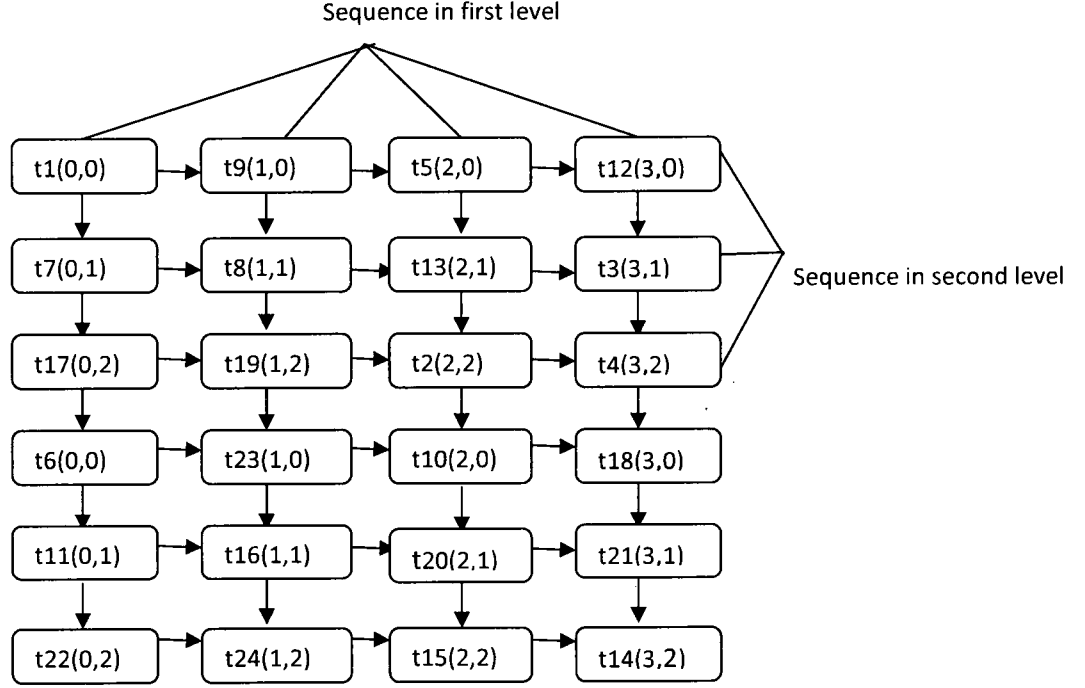 Sequence in first level
t1(0,0) t9(1,0) t5(2,0) t12(3,0)
t7(0,1) t8(1,1) t13(2,1) t3(3,1)
Sequence in second level
t17(0,2) t19(1,2) t2(2,2) t4(3,2)
t6(0,0) t23(1,0) t10(2,0) t18(3,0)
t11(0,1) t16(1,1) t20(2,1) t21(3,1)
t22(0,2) t24(1,2) t15(2,2) t14(3,2)